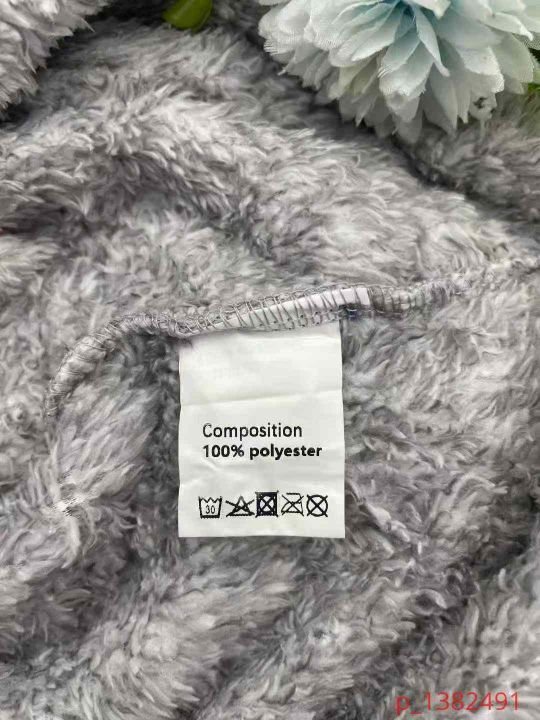 Composition
100% polyester
30
p_1382491